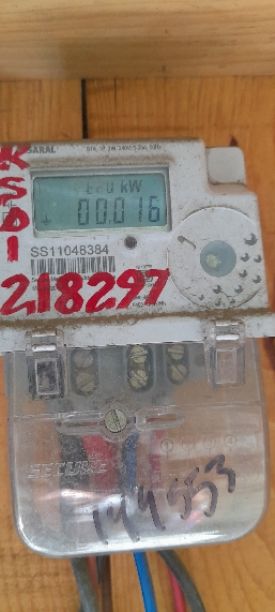 SARAL
kW
00.016
SS11048384
KSDI
218297
SECURE
144553